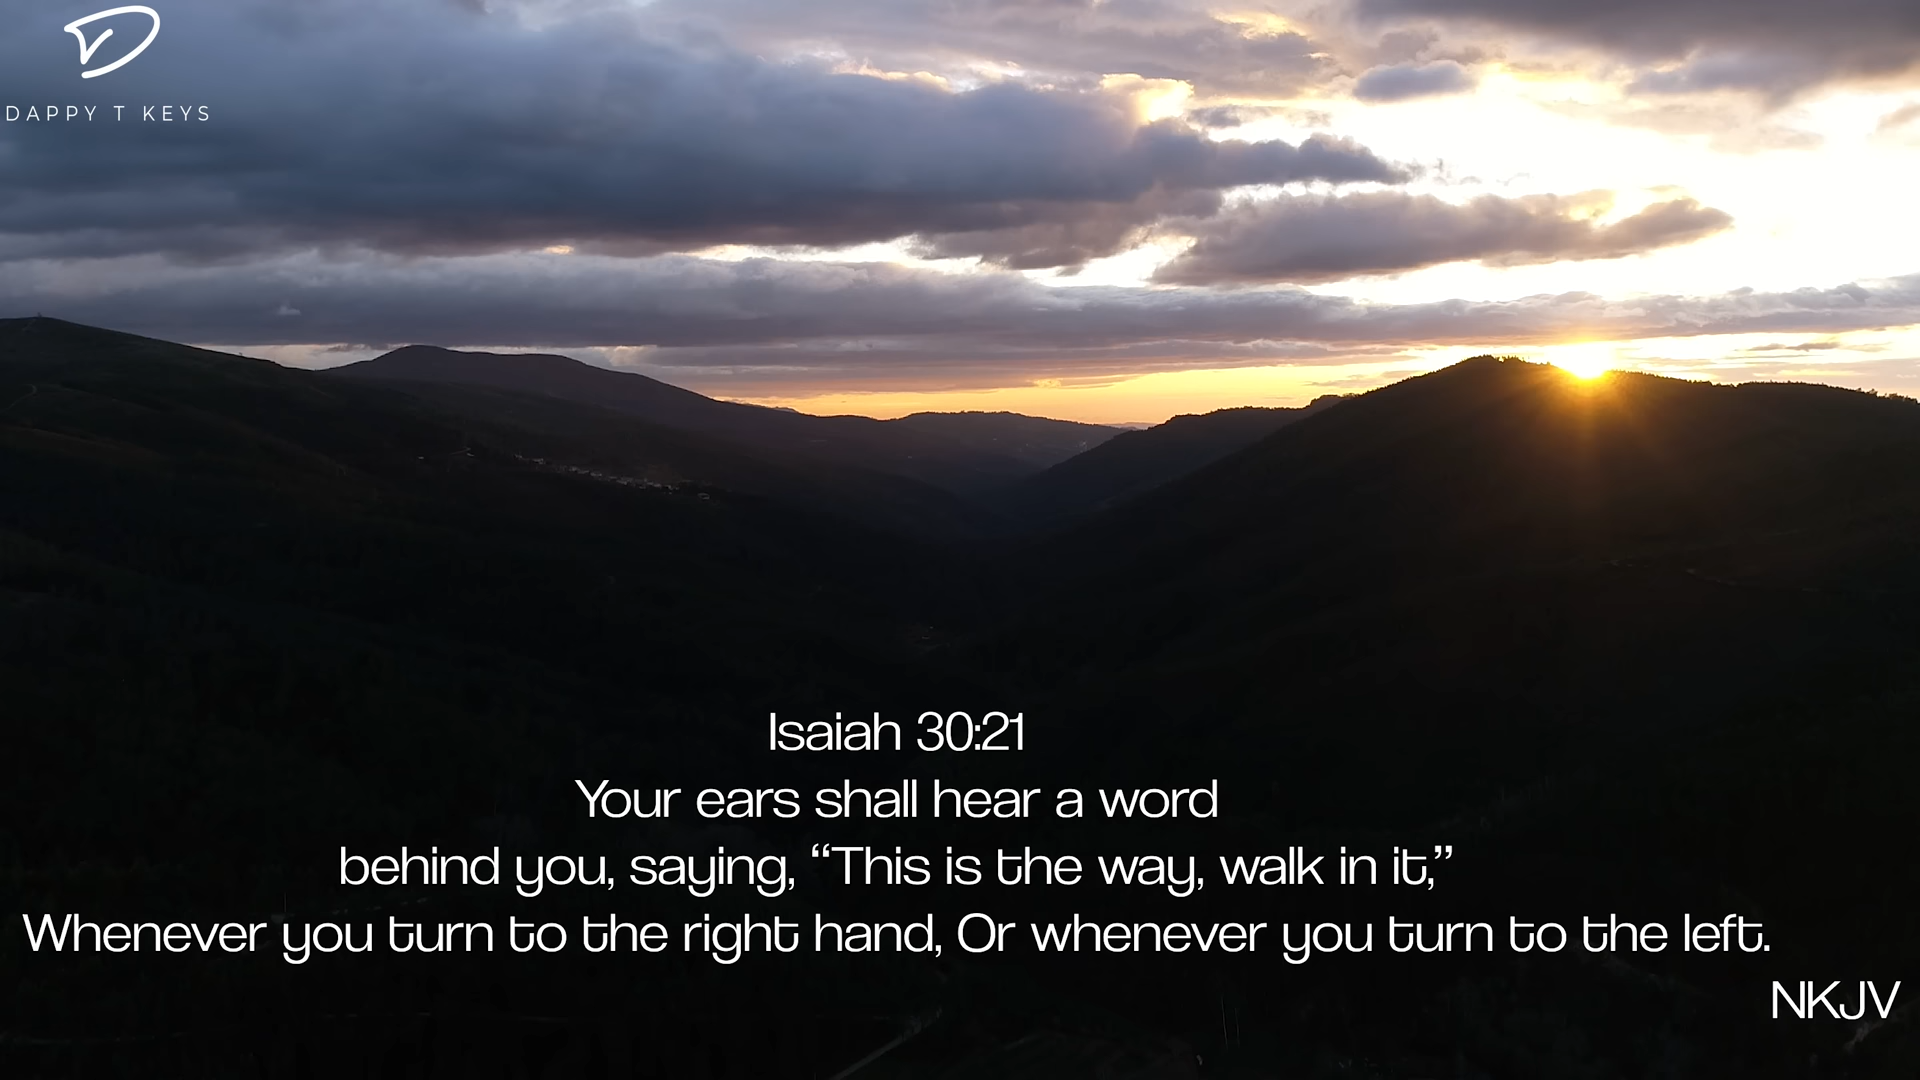 DAPPY T KEYS
Isaiah 30:21
Your ears shall hear a word
behind you, saying, “This is the way, walk in it,”
Whenever you turn to the right hand, Or whenever you turn to the left.
NKJV